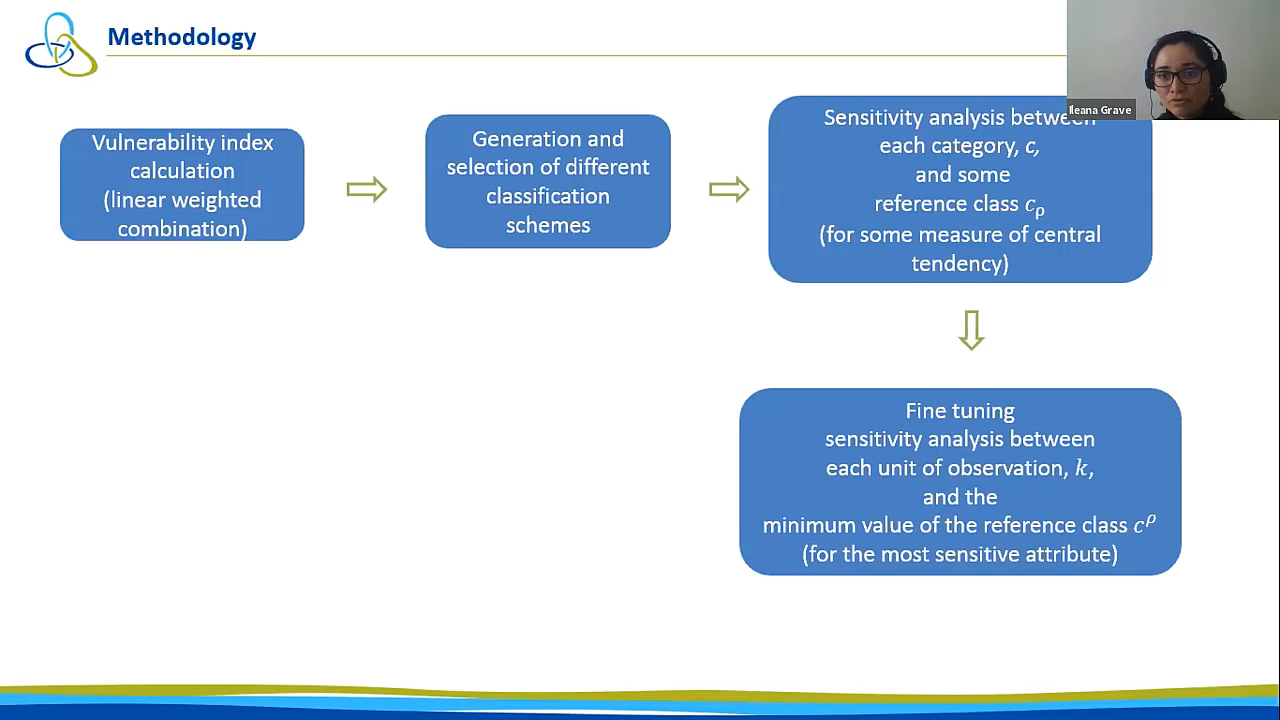 Methodology
Ileana Grave
Vulnerability index
calculation
(linear weighted
combination)
Generation and
selection of different
classification
schemes
Sensitivity analysis between
each category, c,
and some
reference class cρ
(for some measure of central
tendency)
Fine tuning
sensitivity analysis between
each unit of observation, k,
and the
minimum value of the reference class c^ρ
(for the most sensitive attribute)